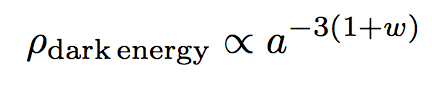 ρ_dark energy ∝ a^−3(1+w)